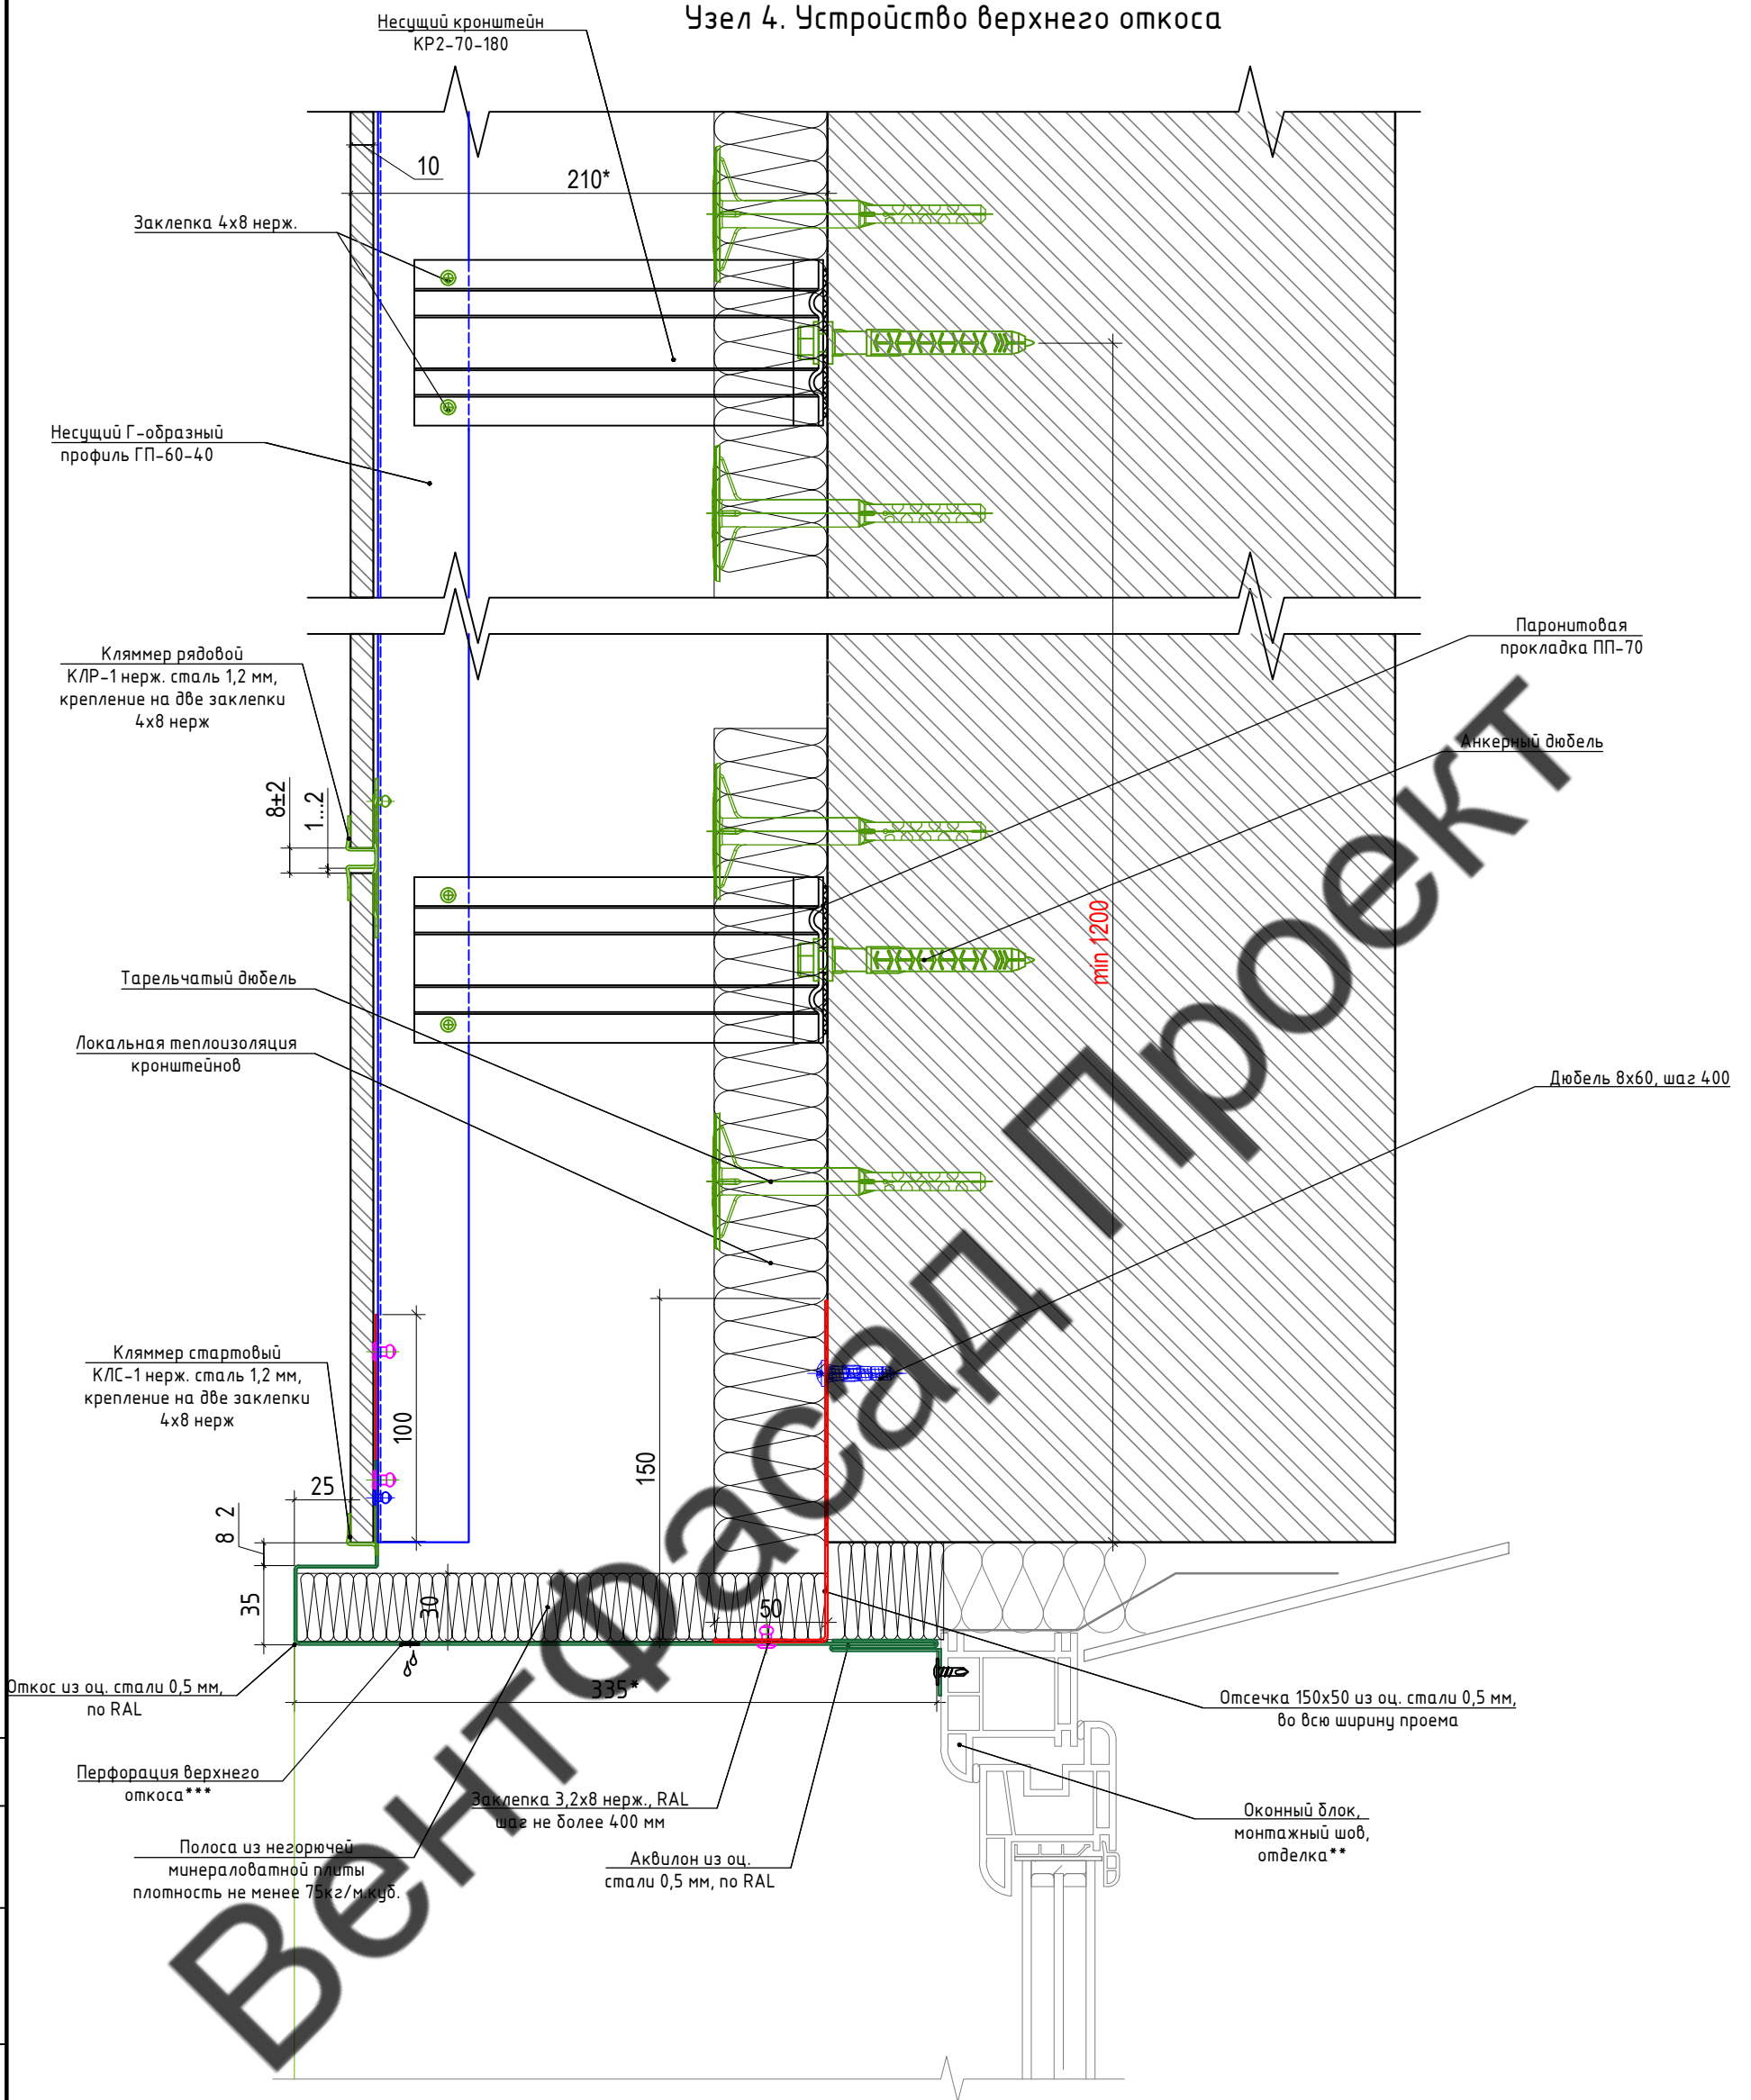 Узел 4. Устройство верхнего откоса
Несущий кронштейн
КР2-70-180
10
210*
Заклепка 4х8 нерж.
Несущий Г-образный
профиль ГП-60-40
Паронитовая
прокладка ПП-70
Кляммер рядовой
КЛР-1 нерж. сталь 1,2 мм,
крепление на две заклепки
4х8 нерж
Анкерный дюбель
8±2
1...2
min 1200
Тарельчатый дюбель
Локальная теплоизоляция
кронштейнов
Дюбель 8х60, шаг 400
Кляммер стартовый
КЛС-1 нерж. сталь 1,2 мм,
крепление на две заклепки
4х8 нерж
100
150
25
8 2
35
30
50
335*
Откос из оц. стали 0,5 мм,
по RAL
Отсечка 150х50 из оц. стали 0,5 мм,
во всю ширину проема
Перфорация верхнего
откоса***
Заклепка 3,2х8 нерж., RAL
шаг не более 400 мм
Оконный блок,
монтажный шов,
отделка**
Полоса из негорючей
минераловатной плиты
плотность не менее 75кг/м.куб.
Аквилон из оц.
стали 0,5 мм, по RAL
ВентФасад Проект